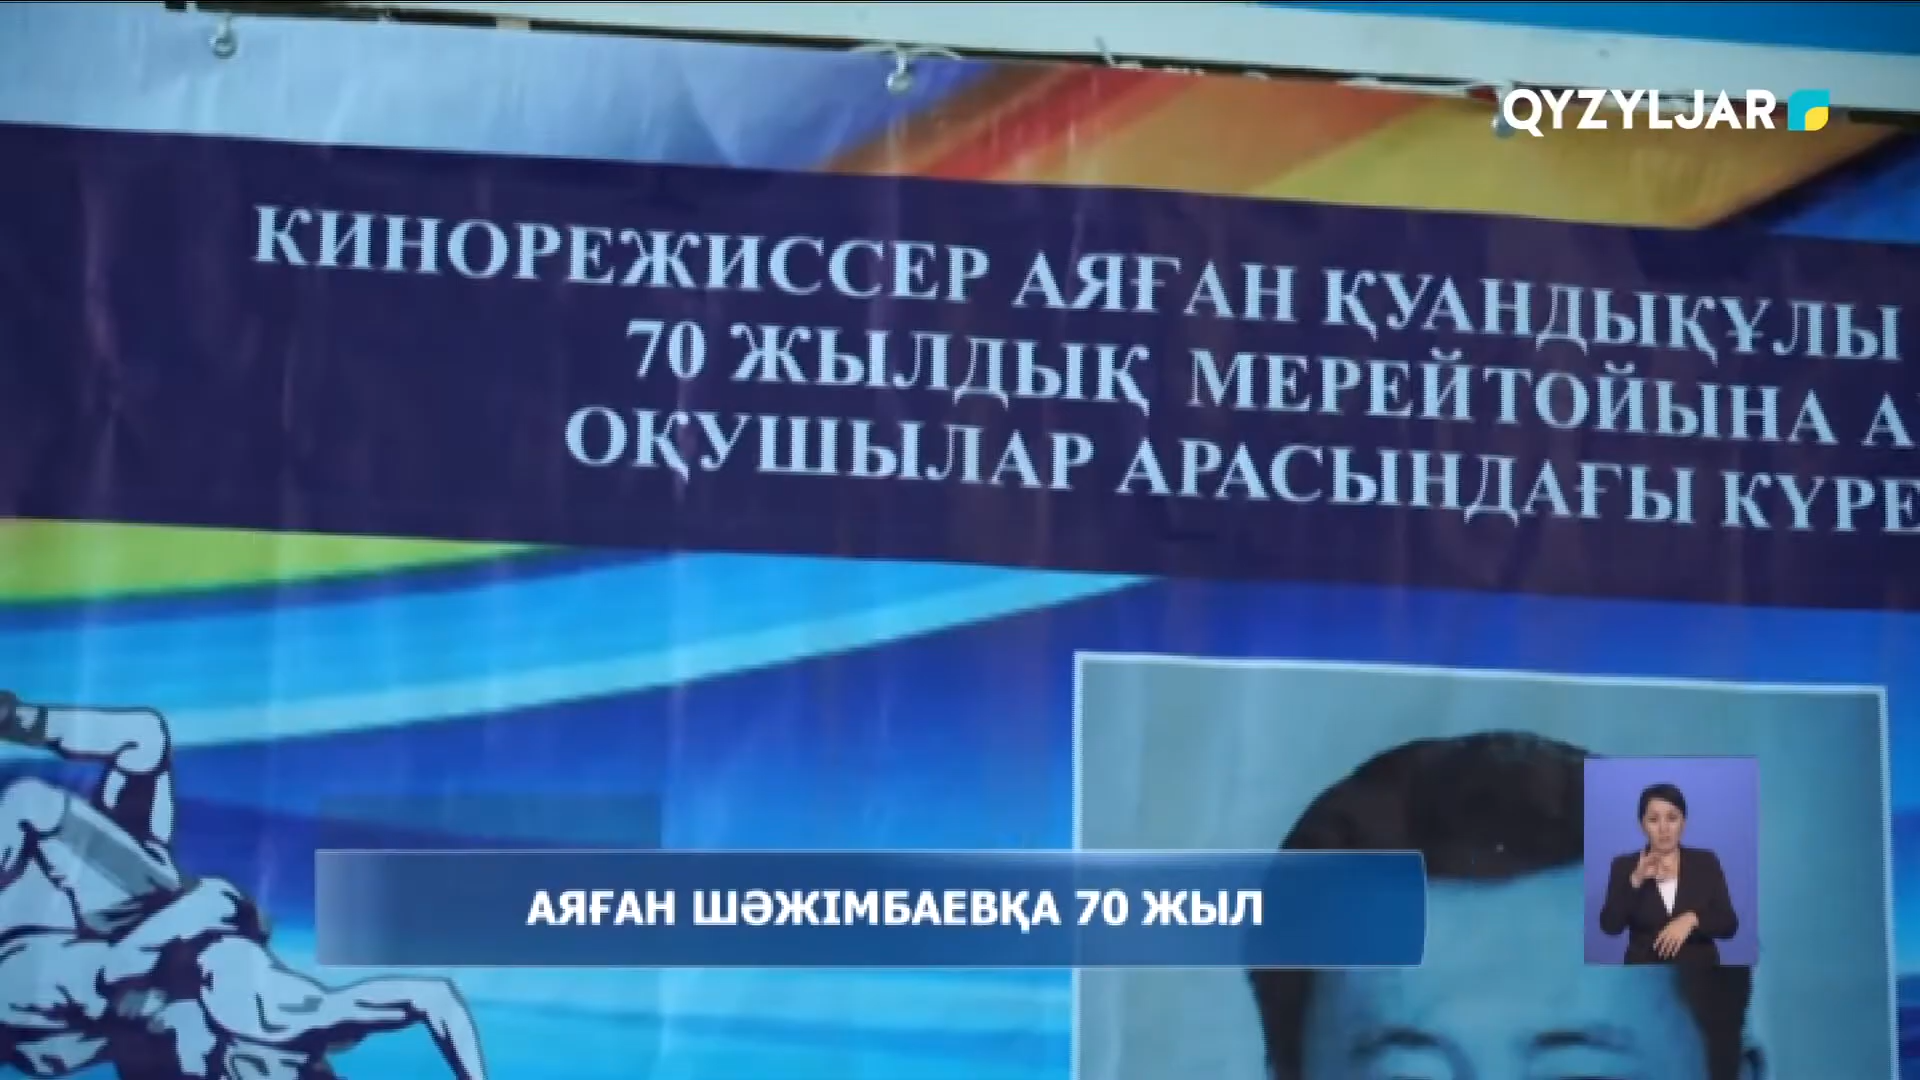 QYZYLJAR
КИНОРЕЖИССЕР АЯҒАН ҚУАНДЫҚҰЛЫ
70 ЖЫЛДЫҚ МЕРЕЙТОЙЫНА
ОҚУШЫЛАР АРАСЫНДАҒЫ
АЯҒАН ШӘЖІМБАЕВҚА 70 ЖЫЛ